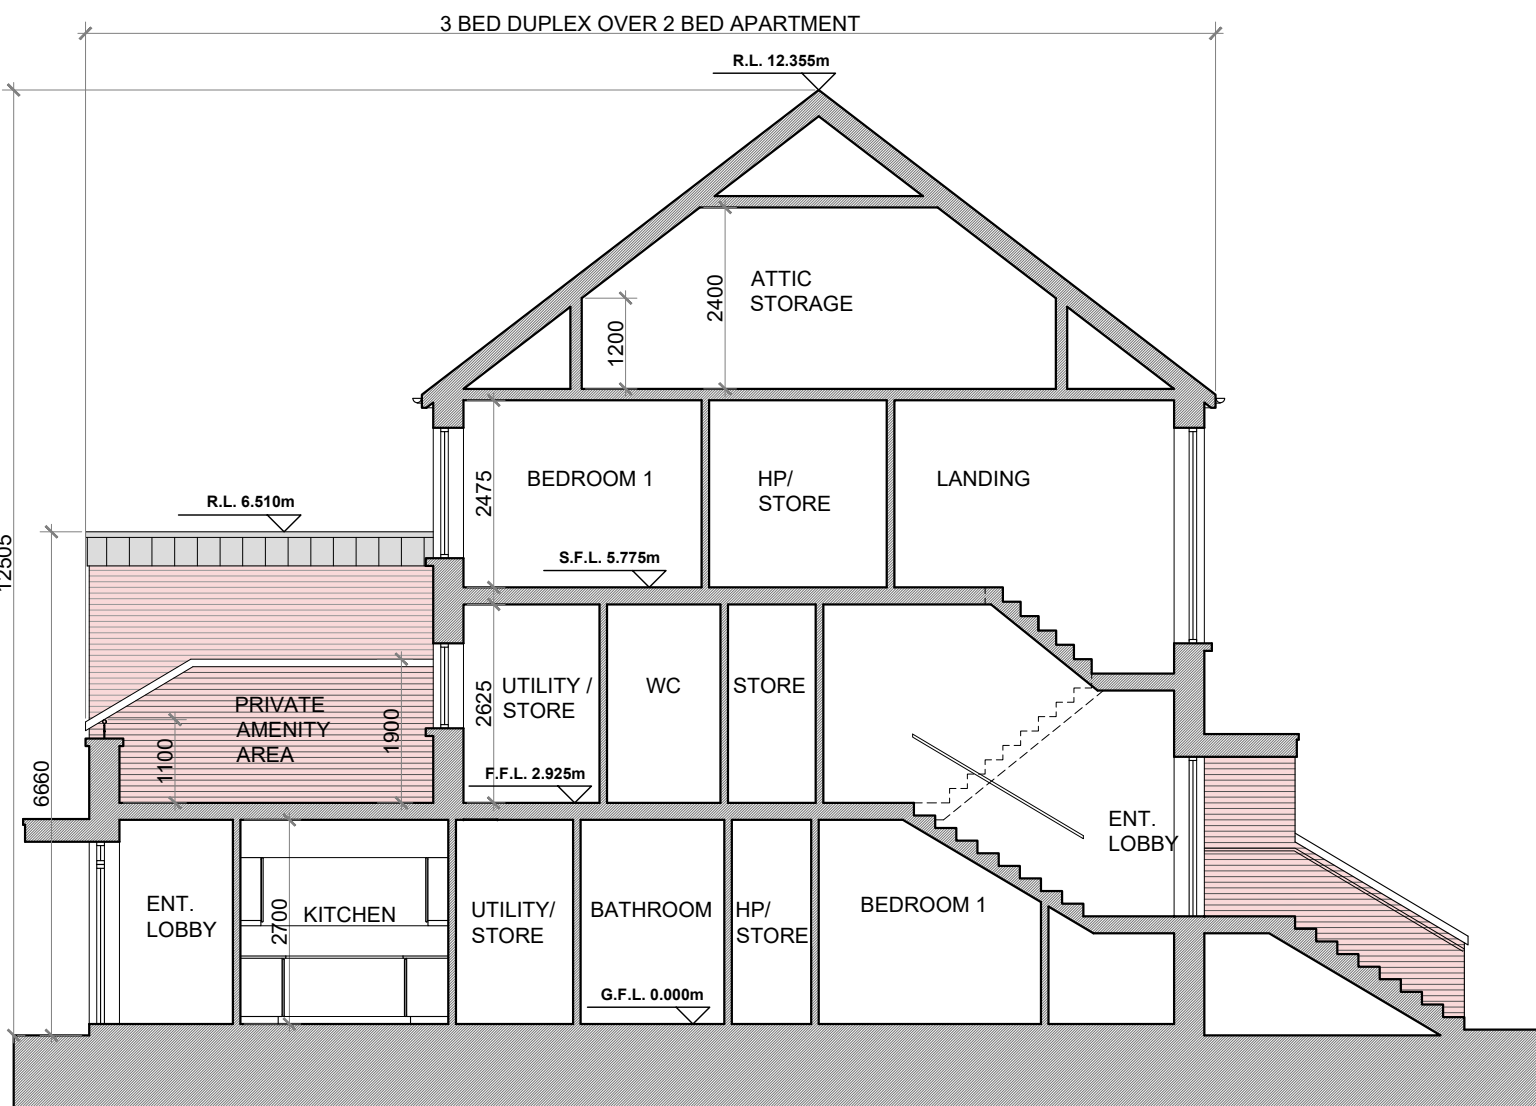 3 BED DUPLEX OVER 2 BED APARTMENT
R.L. 12.355m
ATTIC
STORAGE
2400
1200
BEDROOM 1
HP/
STORE
LANDING
2475
R.L. 6.510m
S.F.L. 5.775m
12505
UTILITY /
STORE
WC
STORE
2625
PRIVATE
AMENITY
AREA
1900
1100
6660
F.F.L. 2.925m
ENT.
LOBBY
ENT.
LOBBY
KITCHEN
2700
UTILITY/
STORE
BATHROOM
HP/
STORE
BEDROOM 1
G.F.L. 0.000m